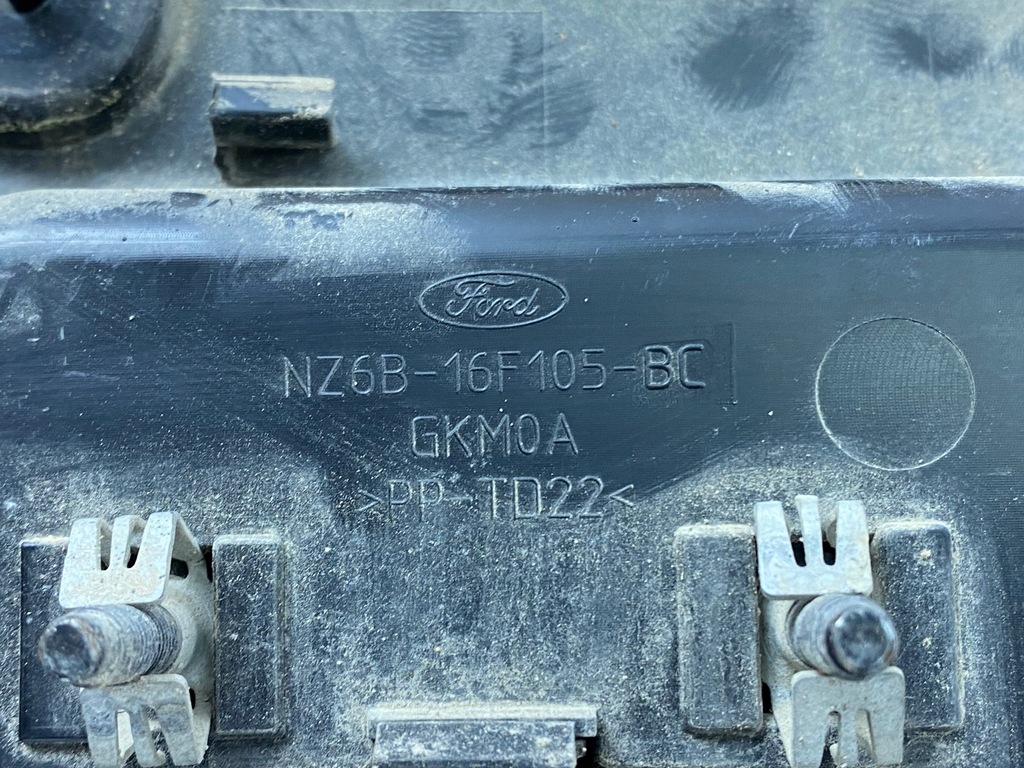 Ford
NZ6B-16F105-BC
GKM0A
>PP-TD22<